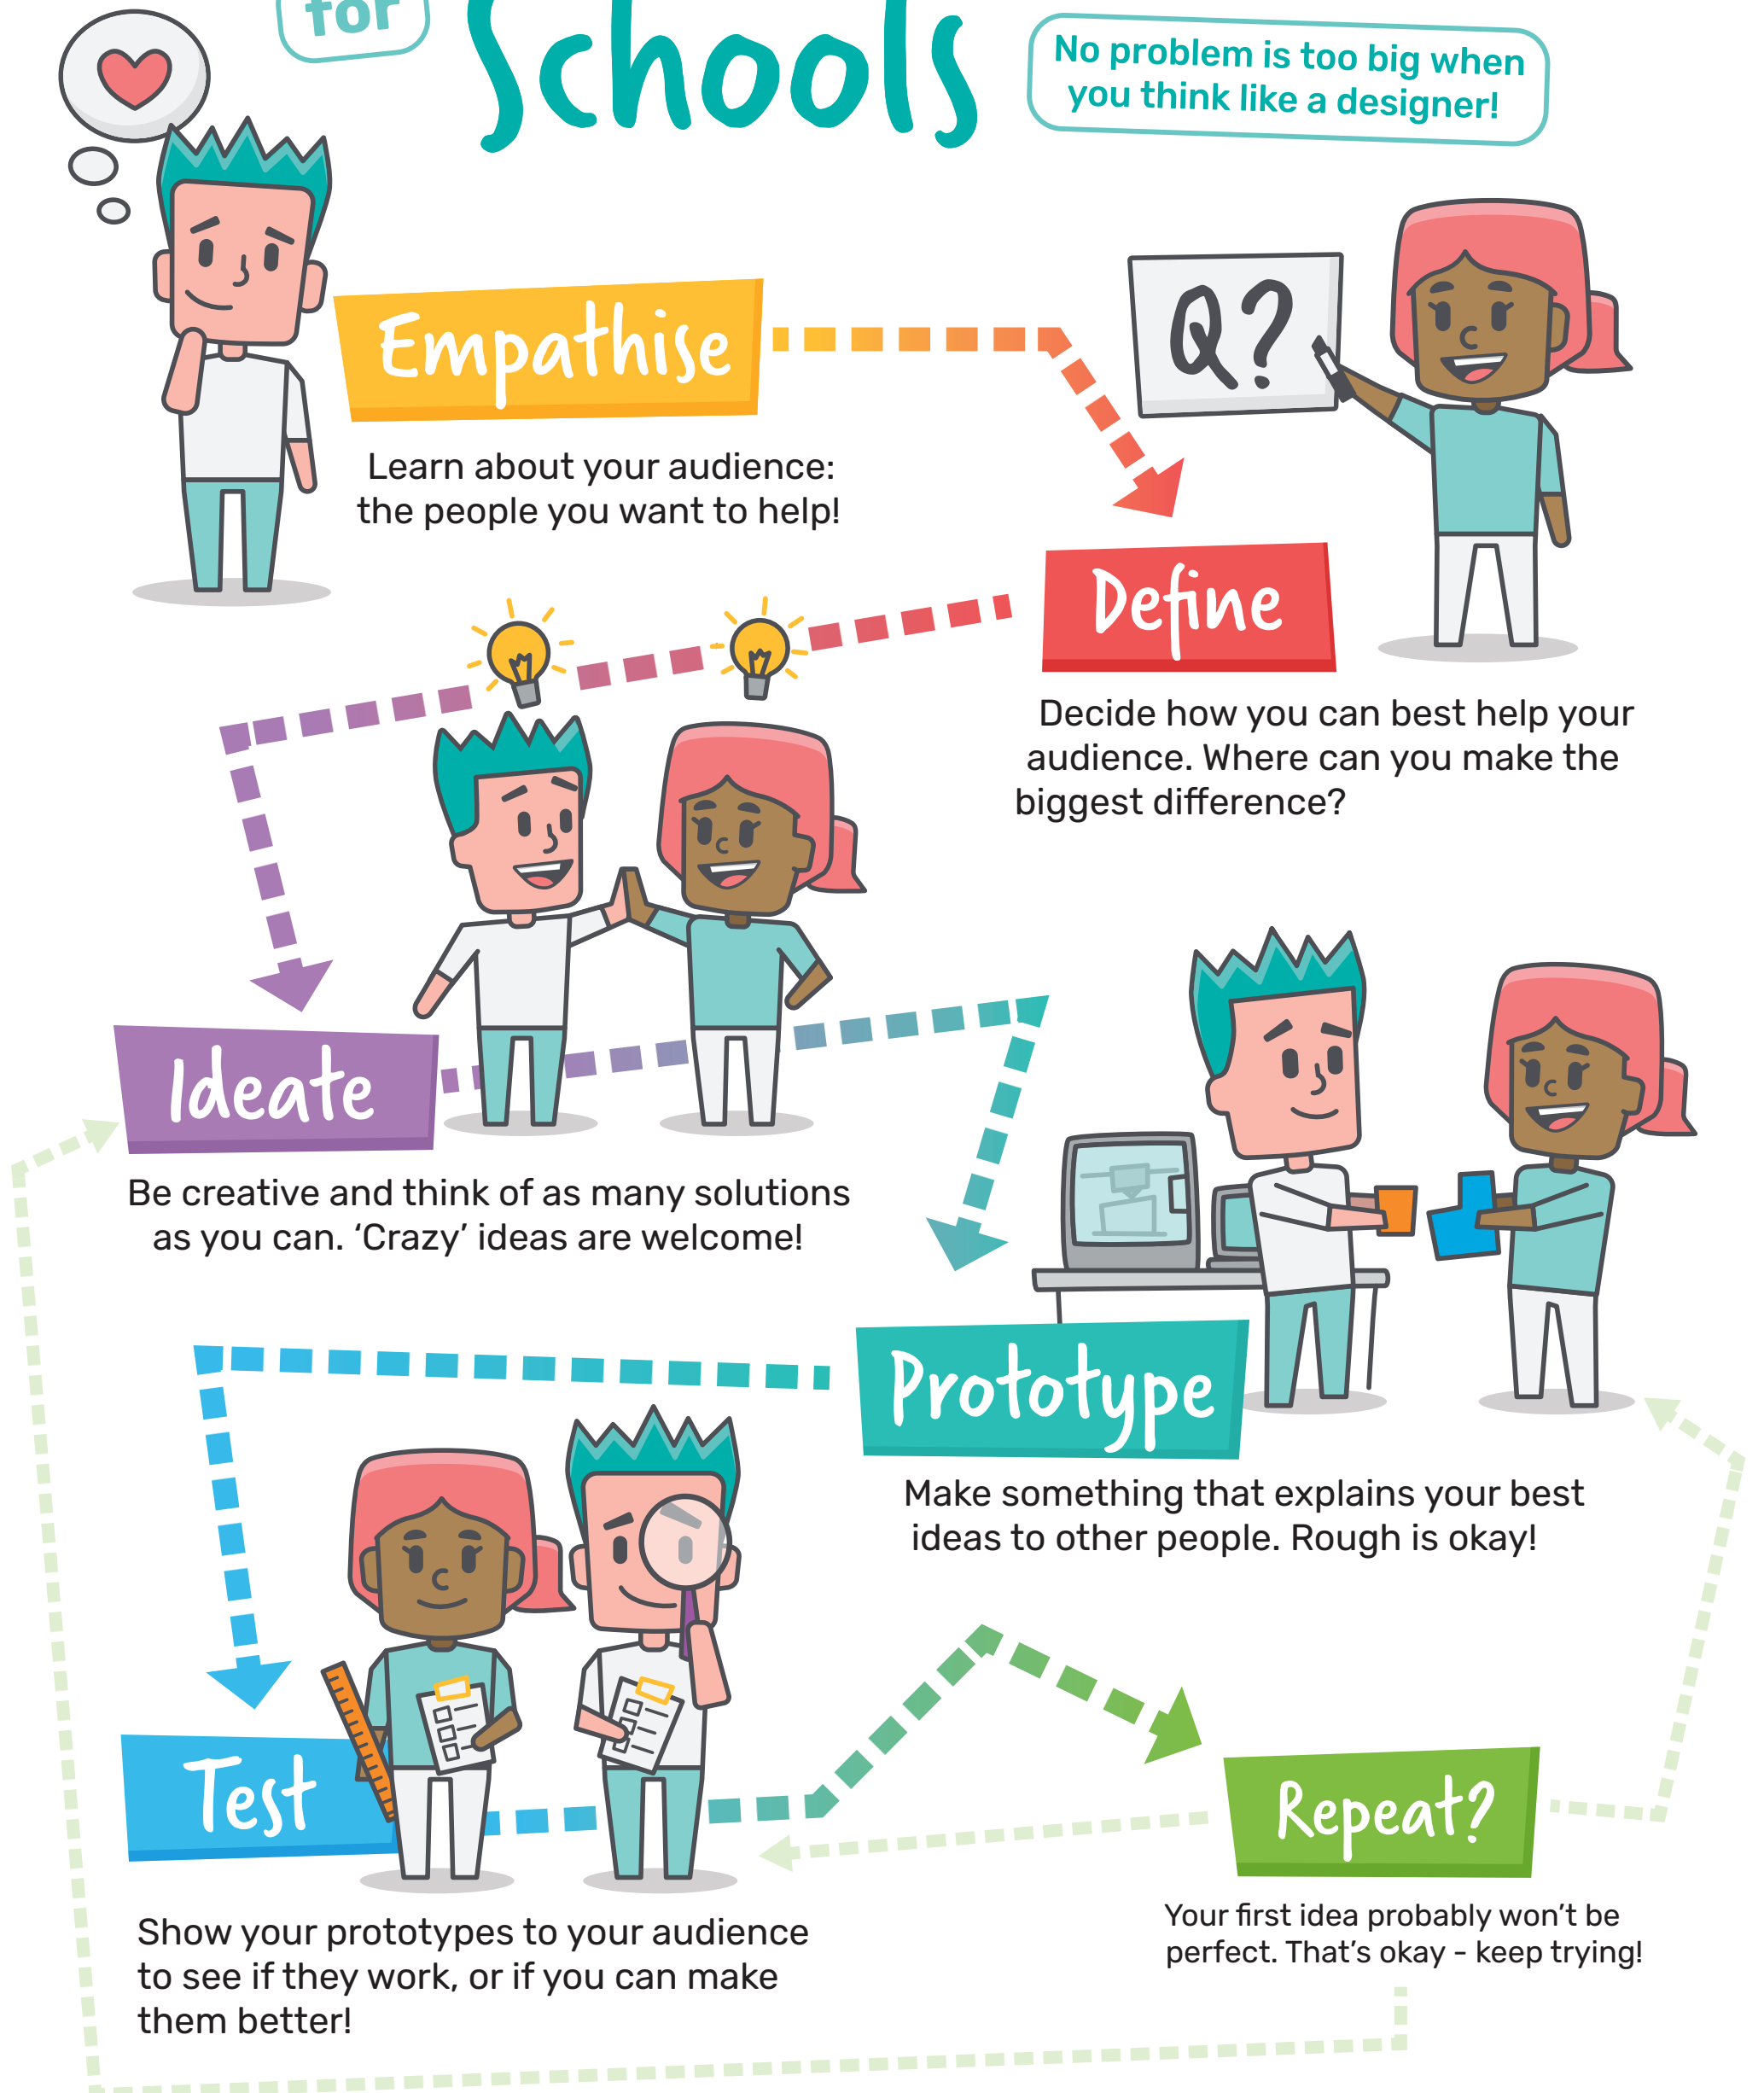 for
Schools
No problem is too big when
you think like a designer!
Empathise
Learn about your audience:
the people you want to help!
Q?
Define
Decide how you can best help your
audience. Where can you make the
biggest difference?
Ideate
Be creative and think of as many solutions
as you can. ‘Crazy’ ideas are welcome!
Prototype
Make something that explains your best
ideas to other people. Rough is okay!
Test
Show your prototypes to your audience
to see if they work, or if you can make
them better!
Repeat?
Your first idea probably won’t be
perfect. That’s okay - keep trying!